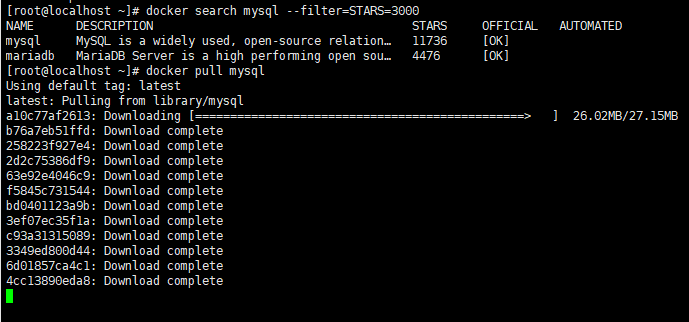 [root@localhost ~]# docker search mysql --filter=STARS=3000
NAME      DESCRIPTION                                     STARS     OFFICIAL   AUTOMATED
mysql     MySQL is a widely used, open-source relation…   11736     [OK]
mariadb   MariaDB Server is a high performing open sou…   4476      [OK]
[root@localhost ~]# docker pull mysql
Using default tag: latest
latest: Pulling from library/mysql
a10c77af2613: Downloading [==============================================>    ]  26.02MB/27.15MB
b76a7eb51ffd: Download complete
258223f927e4: Download complete
2d2c75386df9: Download complete
63e92e4046c9: Download complete
f5845c731544: Download complete
bd0401123a9b: Download complete
3ef07ec35f1a: Download complete
c93a31315089: Download complete
3349ed800d44: Download complete
6d01857ca4c1: Download complete
4cc13890eda8: Download complete